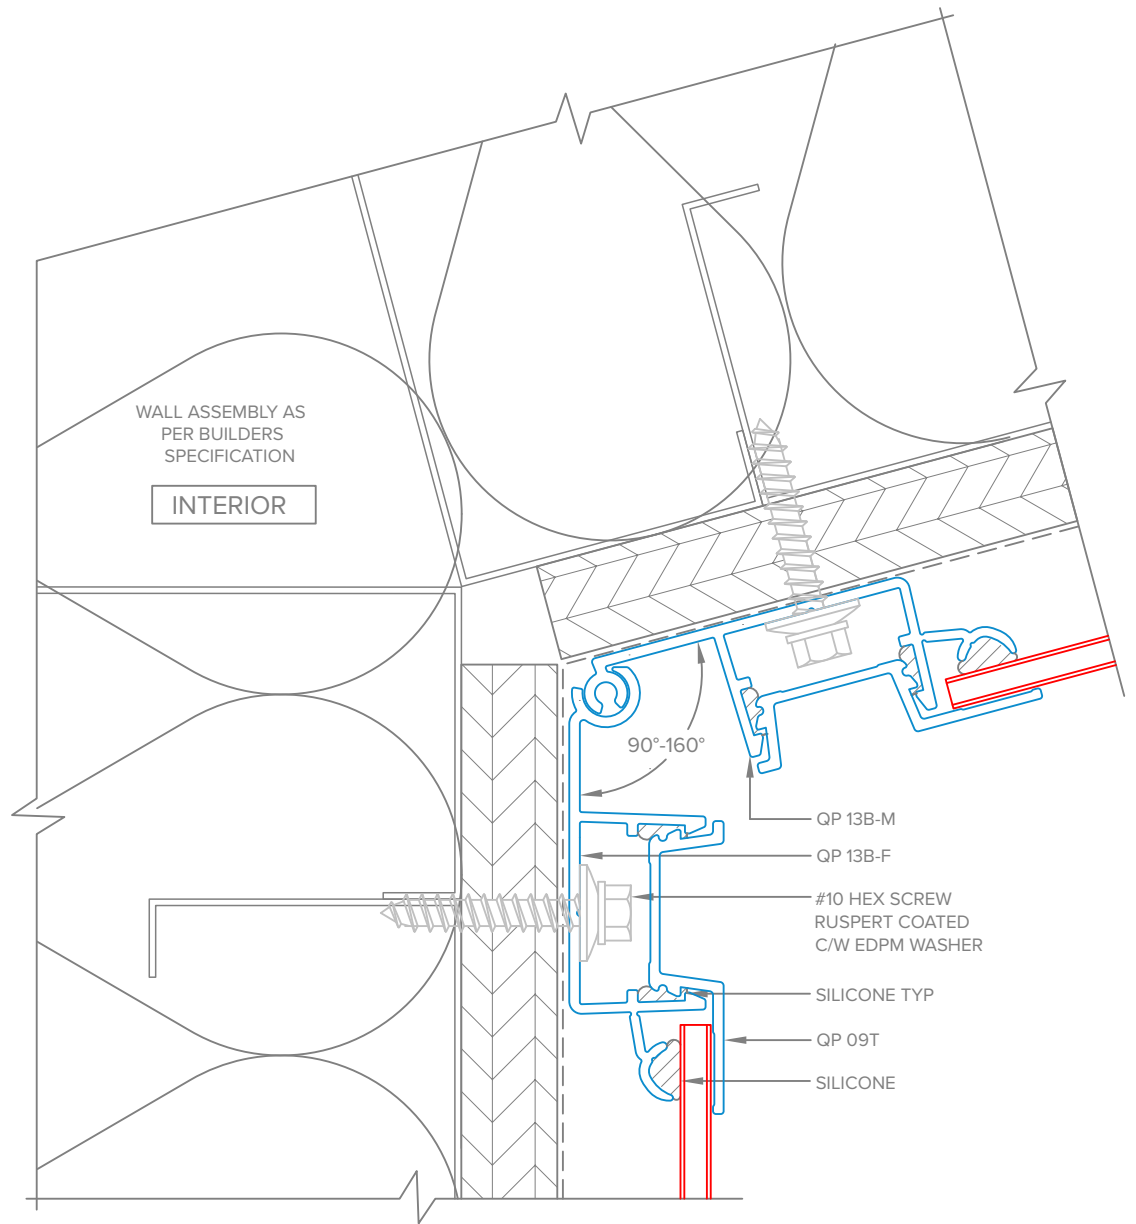 WALL ASSEMBLY AS
PER BUILDERS
SPECIFICATION
INTERIOR
90°-160°
QP 13B-M
QP 13B-F
#10 HEX SCREW
RUSPERT COATED
C/W EDPM WASHER
SILICONE TYP
QP 09T
SILICONE